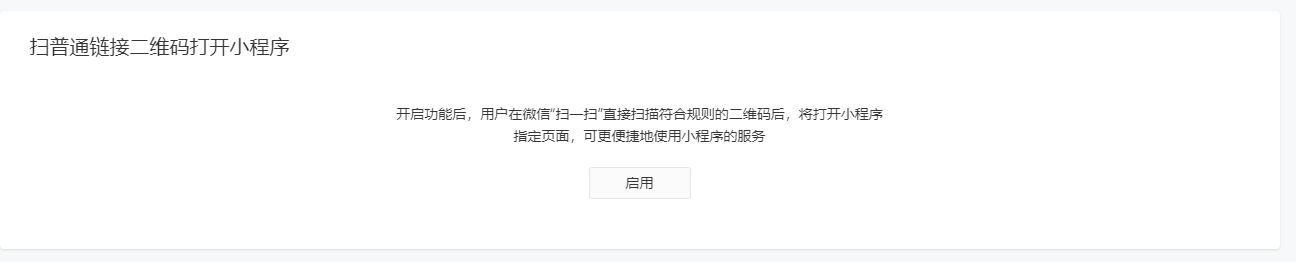 扫普通链接二维码打开小程序
开启功能后，用户在微信“扫一扫”直接扫描符合规则的二维码后，将打开小程序
指定页面，可更便捷地使用小程序的服务
启用